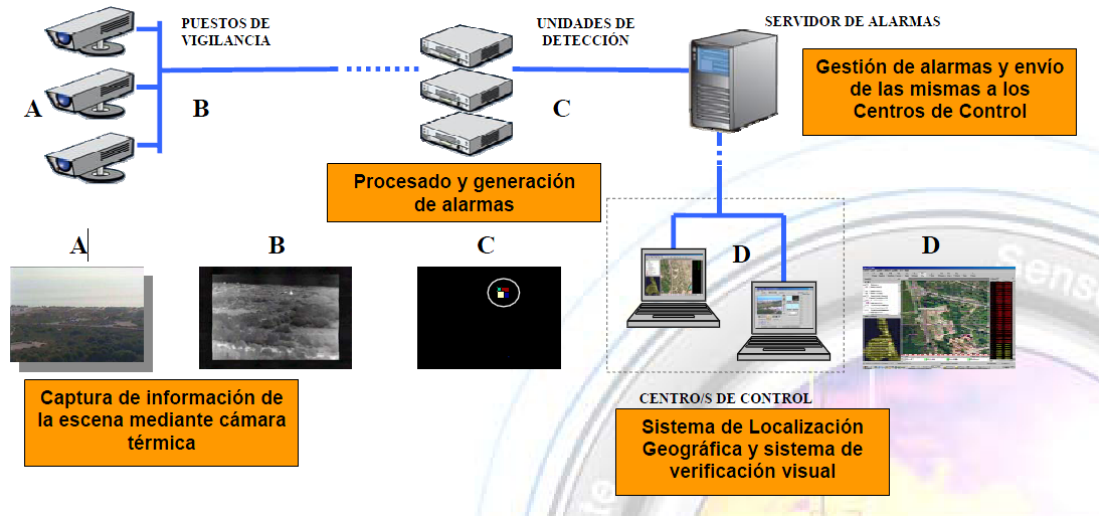 PUESTOS DE
VIGILANCIA
UNIDADES DE
DETECCIÓN
SERVIDOR DE ALARMAS
Gestión de alarmas y envío
de las mismas a los
Centros de Control
A
B
C
Procesado y generación
de alarmas
A
B
C
D
D
Captura de información de
la escena mediante cámara
térmica
CENTRO/S DE CONTROL
Sistema de Localización
Geográfica y sistema de
verificación visual
Senso